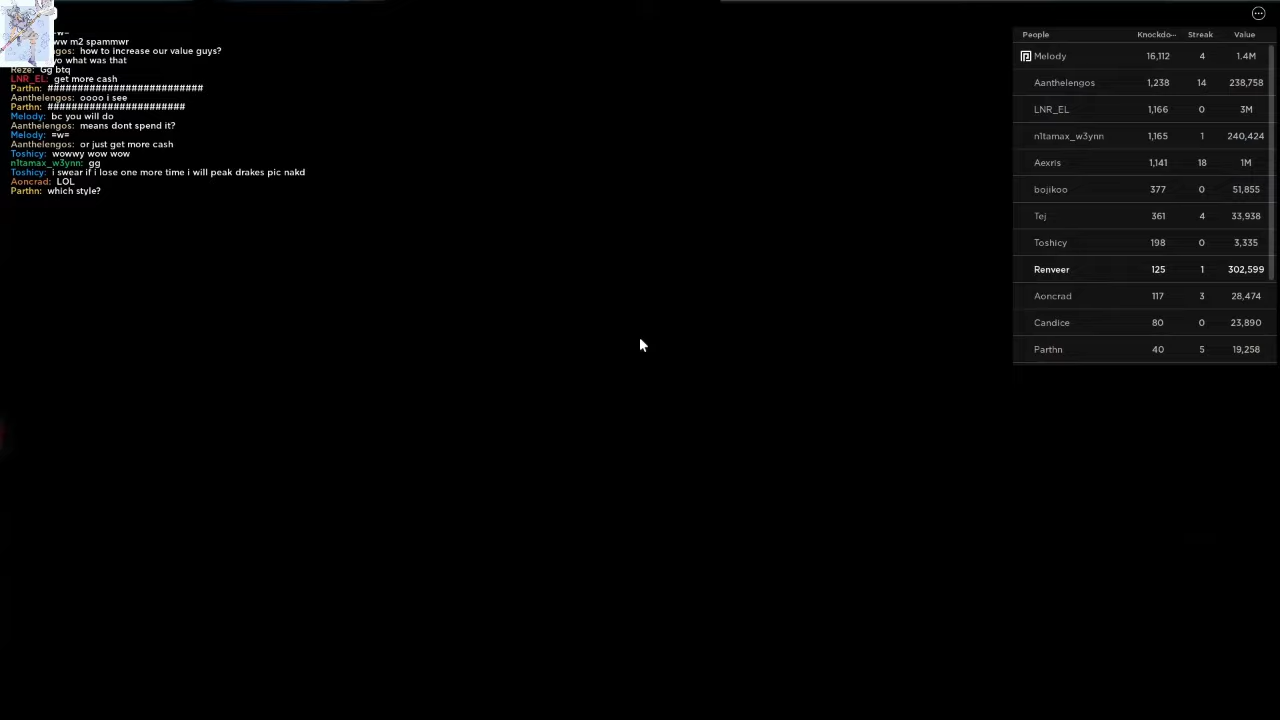 =w=
ww m2 spammwr
gos: how to increase our value guys?
yo what was that
Reze: Gg btq
LNR_EL: get more cash
Parthn: ##########################
Aanthelengos: oooo i see
Parthn: #######################
Melody: bc you will do
Aanthelengos: means dont spend it?
Melody: =w=
Aanthelengos: or just get more cash
Toshicy: wowwy wow wow
n1tamax_w3ynn: gg
Toshicy: i swear if i lose one more time i will peak drakes pic nakd
Aoncrad: LOL
Parthn: which style?
People Knockdo... Streak Value
Melody 16,112 4 1.4M
Aanthelengos 1,238 14 238,758
LNR_EL 1,166 0 3M
n1tamax_w3ynn 1,165 1 240,424
Aexris 1,141 18 1M
bojikoo 377 0 51,855
Tej 361 4 33,938
Toshicy 198 0 3,335
Renveer 125 1 302,599
Aoncrad 117 3 28,474
Candice 80 0 23,890
Parthn 40 5 19,258